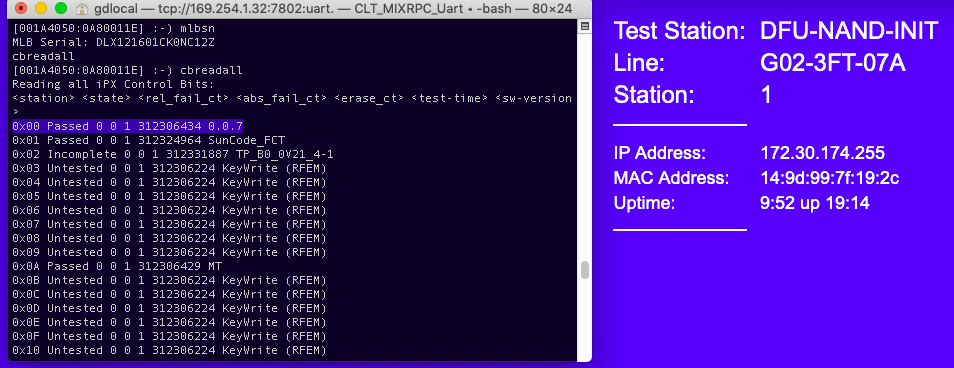 gdlocal — tcp://169.254.1.32:7802:uart. — CLT_MIXRPC_Uart ◂ -bash — 80×24
[001A4050:0A80011E] :-) mlbsn
MLB Serial: DLX121601CK0NC12Z
cbreadall
[001A4050:0A80011E] :-) cbreadall
Reading all iPX Control Bits:
<station> <state> <rel_fail_ct> <abs_fail_ct> <erase_ct> <test-time> <sw-version
>
0x00 Passed 0 0 1 312306434 0.0.7
0x01 Passed 0 0 1 312324964 SunCode_FCT
0x02 Incomplete 0 0 1 312331887 TP_B0_0V21_4-1
0x03 Untested 0 0 1 312306224 KeyWrite (RFEM)
0x04 Untested 0 0 1 312306224 KeyWrite (RFEM)
0x05 Untested 0 0 1 312306224 KeyWrite (RFEM)
0x06 Untested 0 0 1 312306224 KeyWrite (RFEM)
0x07 Untested 0 0 1 312306224 KeyWrite (RFEM)
0x08 Untested 0 0 1 312306224 KeyWrite (RFEM)
0x09 Untested 0 0 1 312306224 KeyWrite (RFEM)
0x0A Passed 0 0 1 312306429 MT
0x0B Untested 0 0 1 312306224 KeyWrite (RFEM)
0x0C Untested 0 0 1 312306224 KeyWrite (RFEM)
0x0D Untested 0 0 1 312306224 KeyWrite (RFEM)
0x0E Untested 0 0 1 312306224 KeyWrite (RFEM)
0x0F Untested 0 0 1 312306224 KeyWrite (RFEM)
0x10 Untested 0 0 1 312306224 KeyWrite (RFEM)
Test Station: DFU-NAND-INIT
Line: G02-3FT-07A
Station: 1
IP Address: 172.30.174.255
MAC Address: 14:9d:99:7f:19:2c
Uptime: 9:52 up 19:14